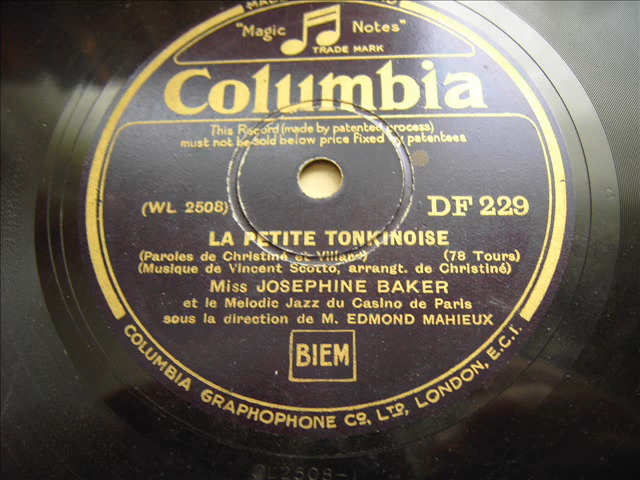 "Magic Notes"
TRADE MARK
Columbia
This Record (made by patented process)
must not be sold below price fixed by patentees
(WL 2508)
DF 229
LA PETITE TONKINOISE
(Paroles de Christiné et Villard) (78 Tours)
(Musique de Vincent Scotto, arrangt. de Christiné)
Miss JOSEPHINE BAKER
et le Melodic Jazz du Casino de Paris
sous la direction de M. EDMOND MAHIEUX
BIEM
COLUMBIA GRAPHOPHONE CO, LTD, LONDON, E.C.1.
L2508-1